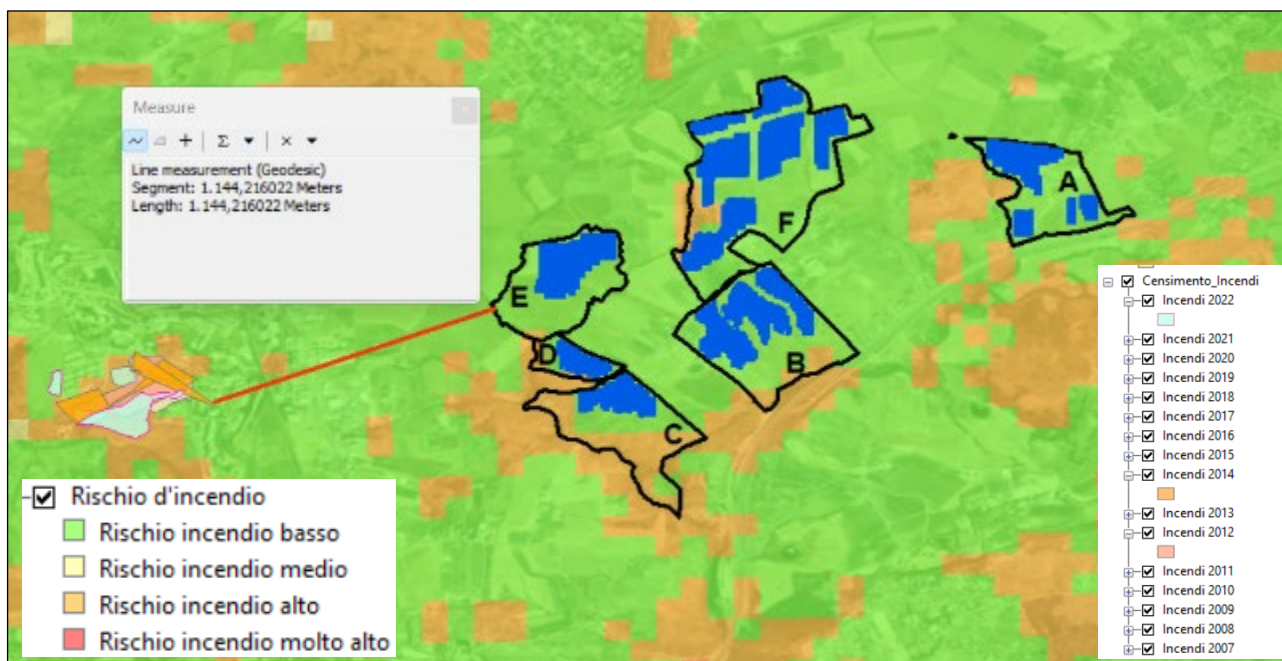 Measure
Line measurement (Geodesic)
Segment: 1.144,216022 Meters
Length: 1.144,216022 Meters
F
A
E
D
B
C
Censimento_Incendi
Incendi 2022
Incendi 2021
Incendi 2020
Incendi 2019
Incendi 2018
Incendi 2017
Incendi 2016
Incendi 2015
Incendi 2014
Incendi 2013
Incendi 2012
Incendi 2011
Incendi 2010
Incendi 2009
Incendi 2008
Incendi 2007
Rischio d'incendio
Rischio incendio basso
Rischio incendio medio
Rischio incendio alto
Rischio incendio molto alto